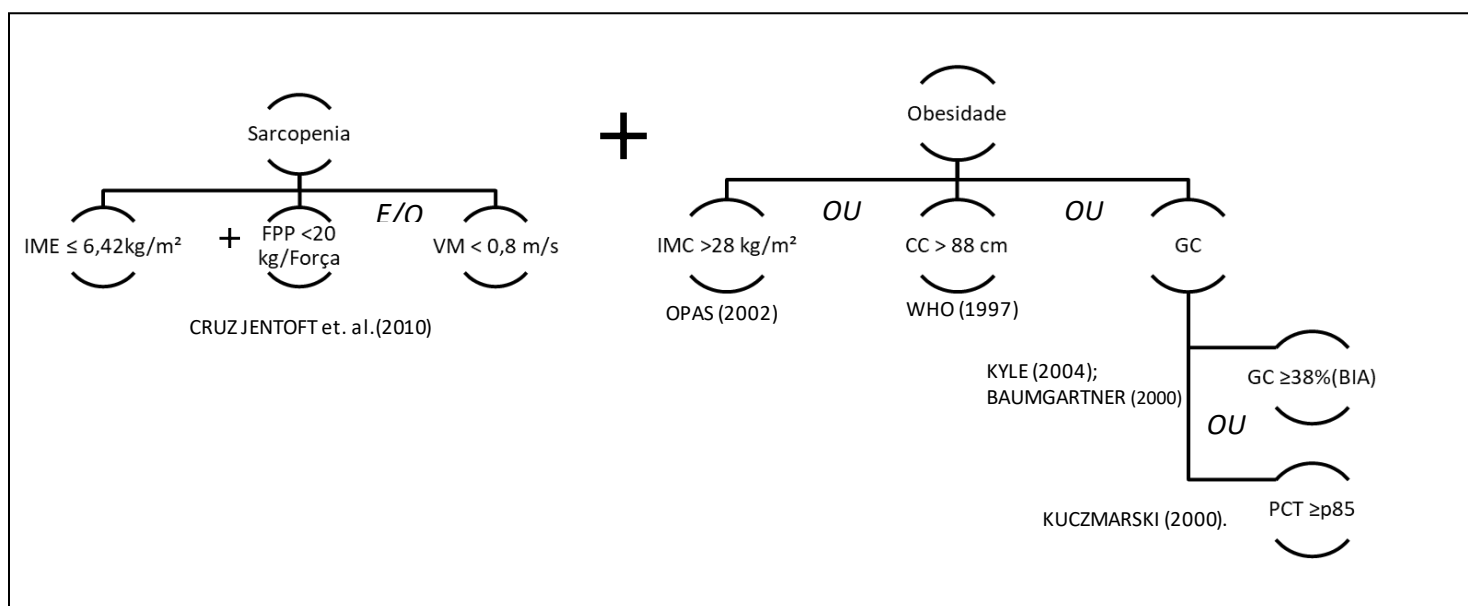 Sarcopenia
+
Obesidade
IME ≤ 6,42kg/m²
+
FPP <20
kg/Força
E/O
VM < 0,8 m/s
CRUZ JENTOFT et. al.(2010)
OU
OU
IMC >28 kg/m²
CC > 88 cm
GC
OPAS (2002)
WHO (1997)
KYLE (2004);
BAUMGARTNER (2000)
GC ≥38%(BIA)
OU
KUCZMARSKI (2000).
PCT ≥p85